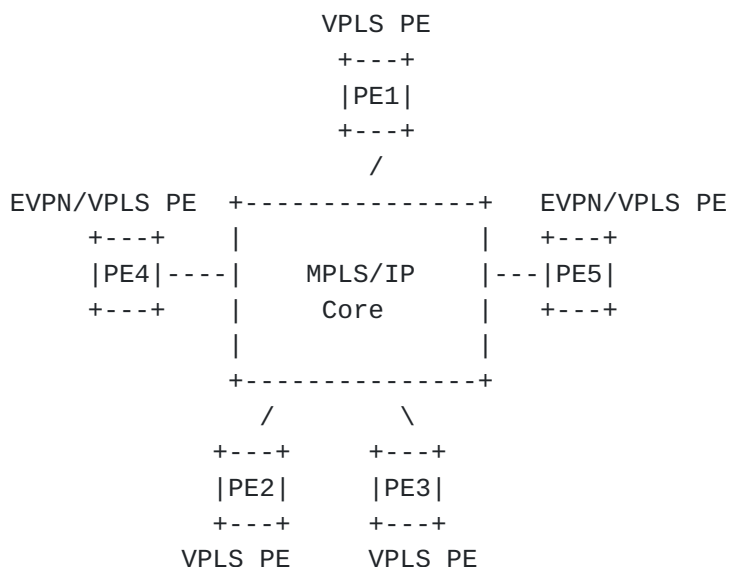 VPLS PE
+---+
|PE1|
+---+
/
EVPN/VPLS PE +---------------+ EVPN/VPLS PE
+---+ | | +---+
|PE4|----| MPLS/IP |---|PE5|
+---+ | Core | +---+
| |
+---------------+
/ \
+---+ +---+
|PE2| |PE3|
+---+ +---+
VPLS PE VPLS PE